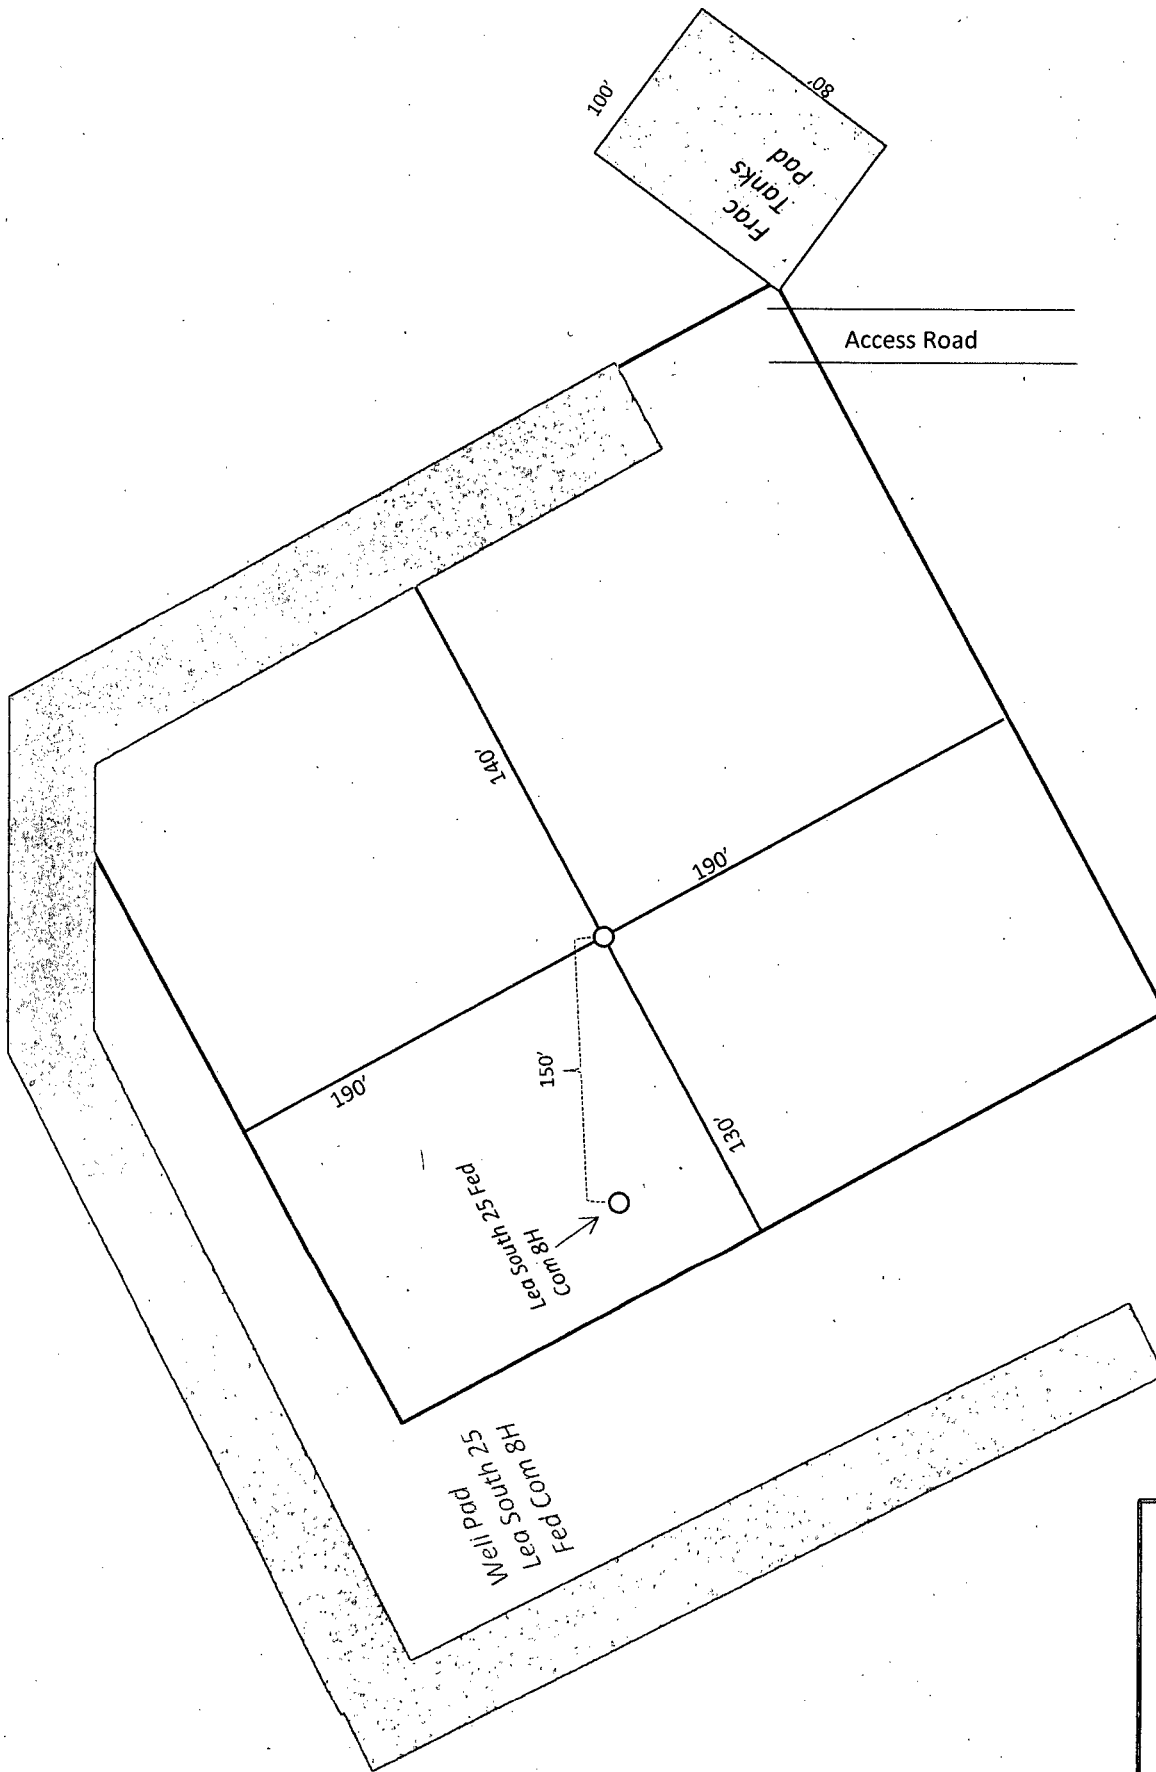 100'
80'
Frac
Tanks
Pad
Access Road
140'
190'
150'
190'
130'
Lea South 25 Fed
Com 8H
Well Pad
Lea South 25
Fed Com 8H